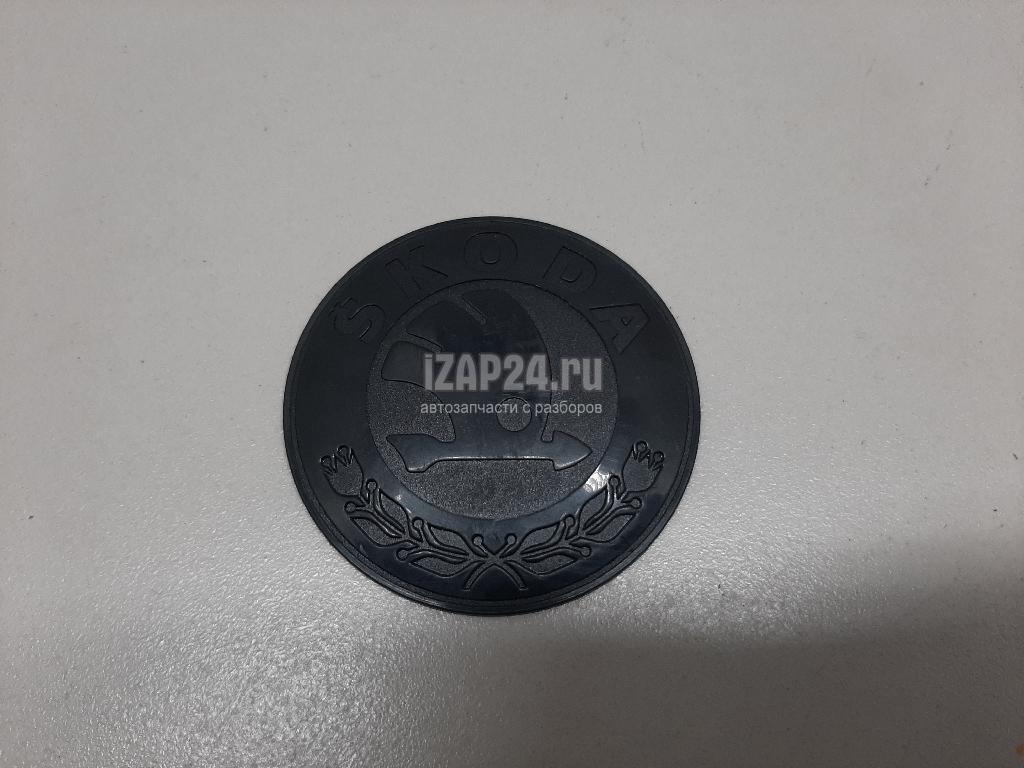 ŠKODA
iZAP24.ru
автозапчасти с разборов